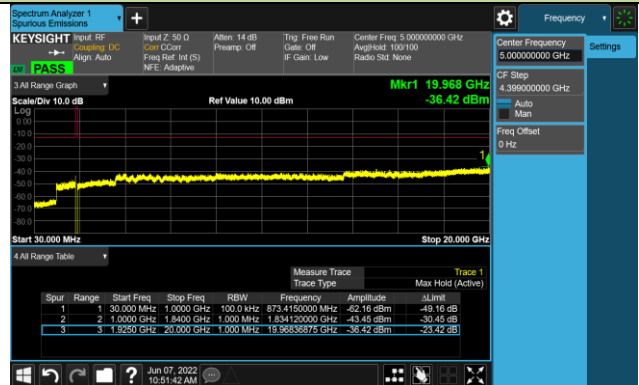 Spectrum Analyzer 1
Spurious Emissions
Frequency
KEYSIGHT
Input: RF
Coupling: DC
Align: Auto
Input Z: 50 Ω
Corr CCorr
Freq Ref: Int (S)
NFE: Adaptive
Atten: 14 dB
Preamp: Off
Trig: Free Run
Gate: Off
IF Gain: Low
Center Freq: 5.000000000 GHz
Avg|Hold: 100/100
Radio Std: None
PASS
Center Frequency
5.000000000 GHz
Settings
CF Step
4.399000000 GHz
Auto
Man
Freq Offset
0 Hz
3 All Range Graph
Mkr1 19.968 GHz
Scale/Div 10.0 dB
Ref Value 10.00 dBm
-36.42 dBm
Log
0.00
-10.0
-20.0
-30.0
-40.0
-50.0
-60.0
-70.0
-80.0
1
Start 30.000 MHz
Stop 20.000 GHz
4 All Range Table
Measure Trace Trace 1
Trace Type Max Hold (Active)
Spur Range Start Freq Stop Freq RBW Frequency Amplitude ΔLimit
1 1 30.000 MHz 1.0000 GHz 100.0 kHz 873.4150000 MHz -62.16 dBm -49.16 dB
2 2 1.0000 GHz 1.8400 GHz 1.000 MHz 1.834120000 GHz -43.45 dBm -30.45 dB
3 3 1.9250 GHz 20.000 GHz 1.000 MHz 19.96836875 GHz -36.42 dBm -23.42 dB
Jun 07, 2022
10:51:42 AM